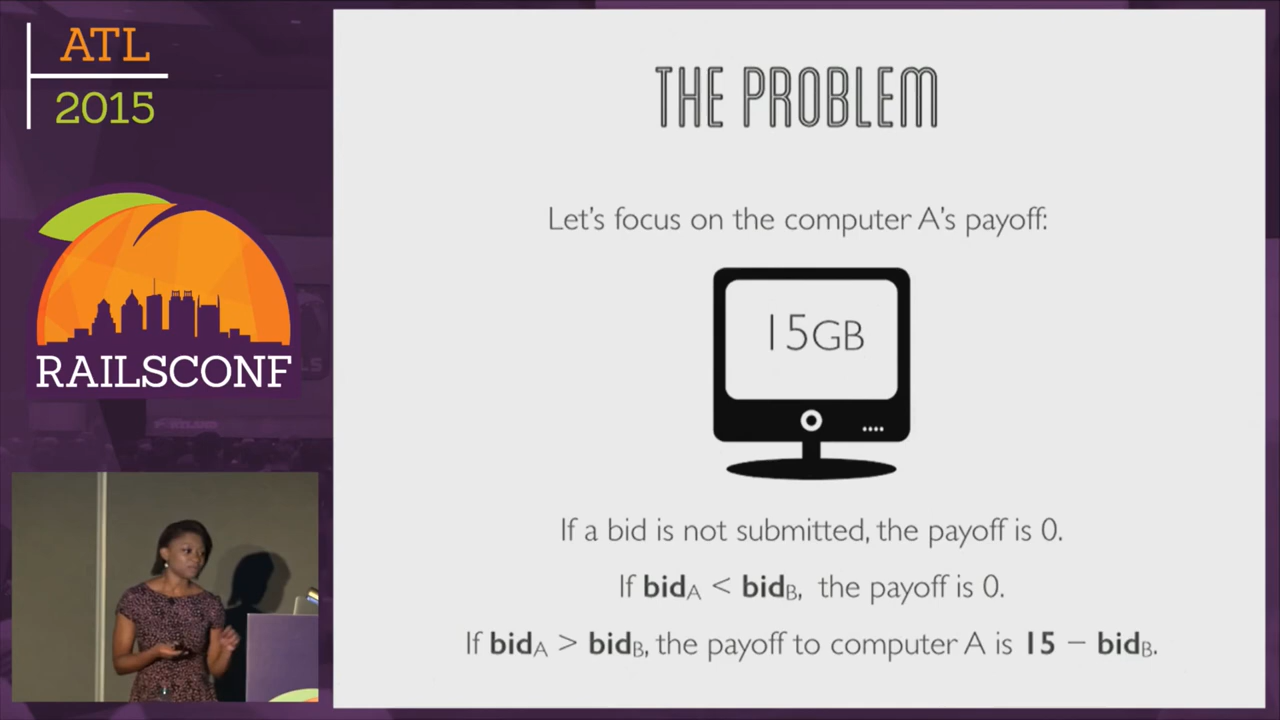 ATL
2015
RAILSCONF
THE PROBLEM
Let's focus on the computer A's payoff:
15GB
If a bid is not submitted, the payoff is 0.
If bidA < bidB, the payoff is 0.
If bidA > bidB, the payoff to computer A is 15 − bidB.